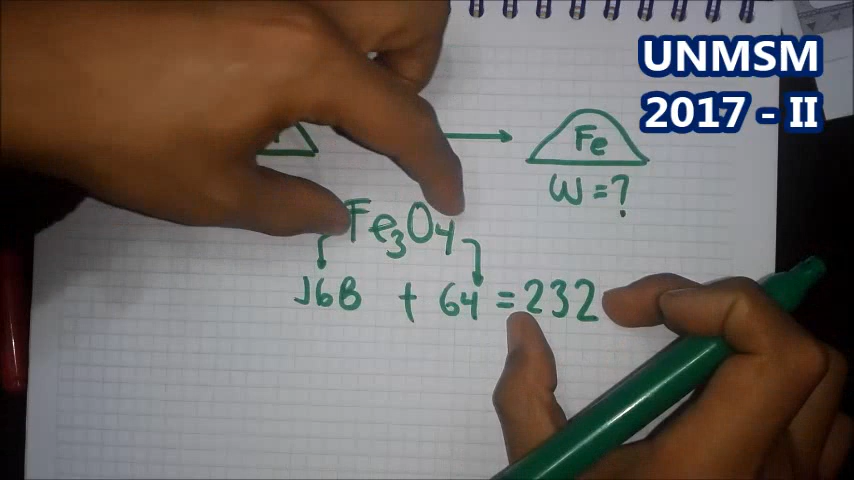 UNMSM
2017 - II
Fe
W = ?
Fe3O4
168 + 64 = 232